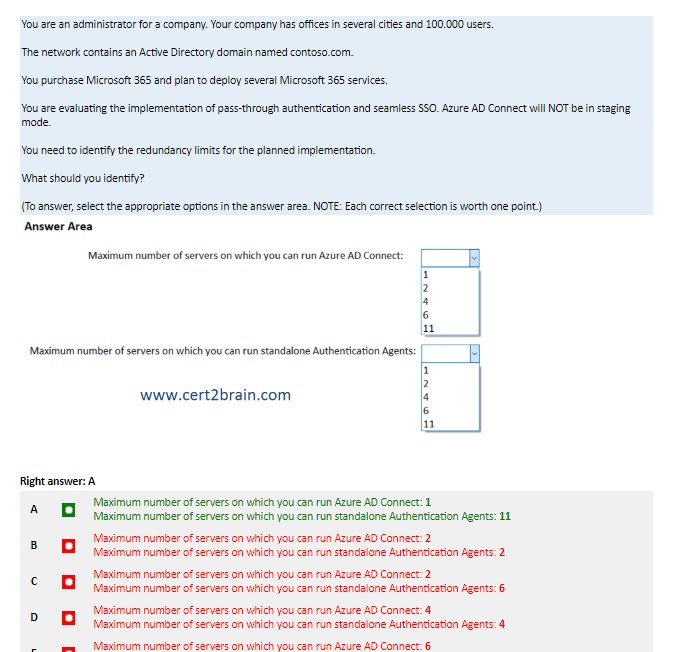 You are an administrator for a company. Your company has offices in several cities and 100.000 users.
The network contains an Active Directory domain named contoso.com.
You purchase Microsoft 365 and plan to deploy several Microsoft 365 services.
You are evaluating the implementation of pass-through authentication and seamless SSO. Azure AD Connect will NOT be in staging
mode.
You need to identify the redundancy limits for the planned implementation.
What should you identify?
(To answer, select the appropriate options in the answer area. NOTE: Each correct selection is worth one point.)
Answer Area
Maximum number of servers on which you can run Azure AD Connect:
1
2
4
6
11
Maximum number of servers on which you can run standalone Authentication Agents:
1
2
4
6
11
www.cert2brain.com
Right answer: A
A
Maximum number of servers on which you can run Azure AD Connect: 1
Maximum number of servers on which you can run standalone Authentication Agents: 11
B
Maximum number of servers on which you can run Azure AD Connect: 2
Maximum number of servers on which you can run standalone Authentication Agents: 2
C
Maximum number of servers on which you can run Azure AD Connect: 2
Maximum number of servers on which you can run standalone Authentication Agents: 6
D
Maximum number of servers on which you can run Azure AD Connect: 4
Maximum number of servers on which you can run standalone Authentication Agents: 4
Maximum number of servers on which you can run Azure AD Connect: 6